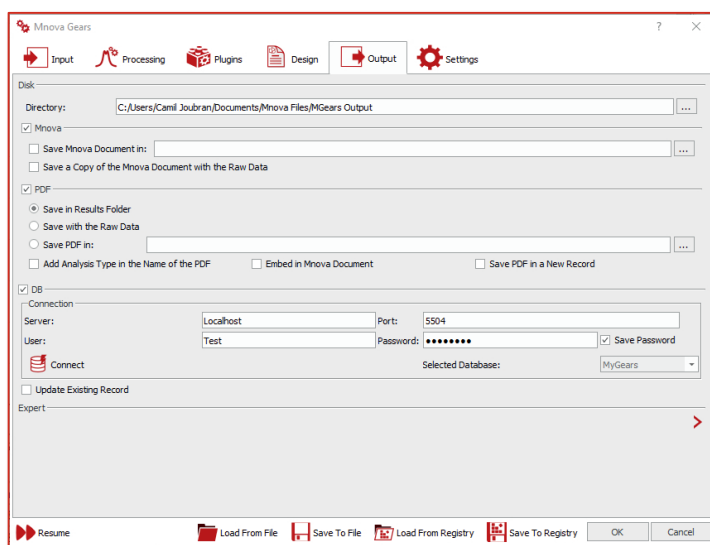 Mnova Gears
?
Input Processing Plugins Design Output Settings
Disk
Directory: C:/Users/Camil Joubran/Documents/Mnova Files/MGears Output ...
Mnova
Save Mnova Document in: ...
Save a Copy of the Mnova Document with the Raw Data
PDF
Save in Results Folder
Save with the Raw Data
Save PDF in: ...
Add Analysis Type in the Name of the PDF Embed in Mnova Document Save PDF in a New Record
DB
Connection
Server: Localhost Port: 5504
User: Test Password: ●●●●●●●● Save Password
Connect Selected Database: MyGears
Update Existing Record
Expert
Resume Load From File Save To File Load From Registry Save To Registry OK Cancel